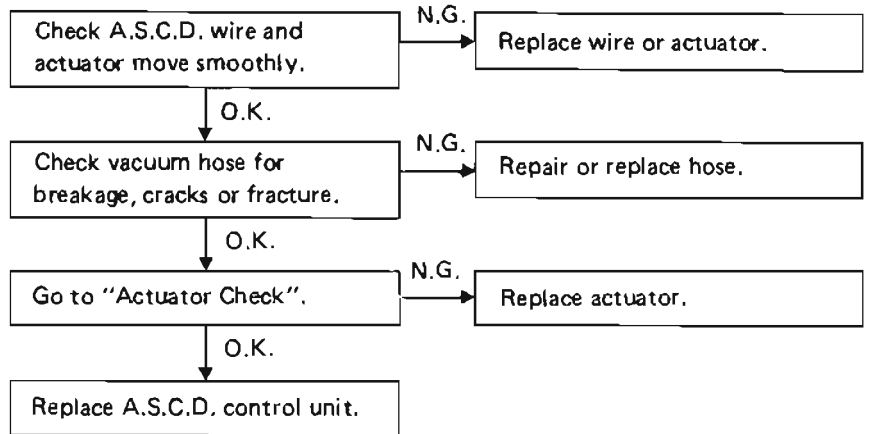 N.G.
Check A.S.C.D. wire and
actuator move smoothly.
Replace wire or actuator.
O.K.
N.G.
Check vacuum hose for
breakage, cracks or fracture.
Repair or replace hose.
O.K.
N.G.
Go to "Actuator Check".
Replace actuator.
O.K.
Replace A.S.C.D. control unit.